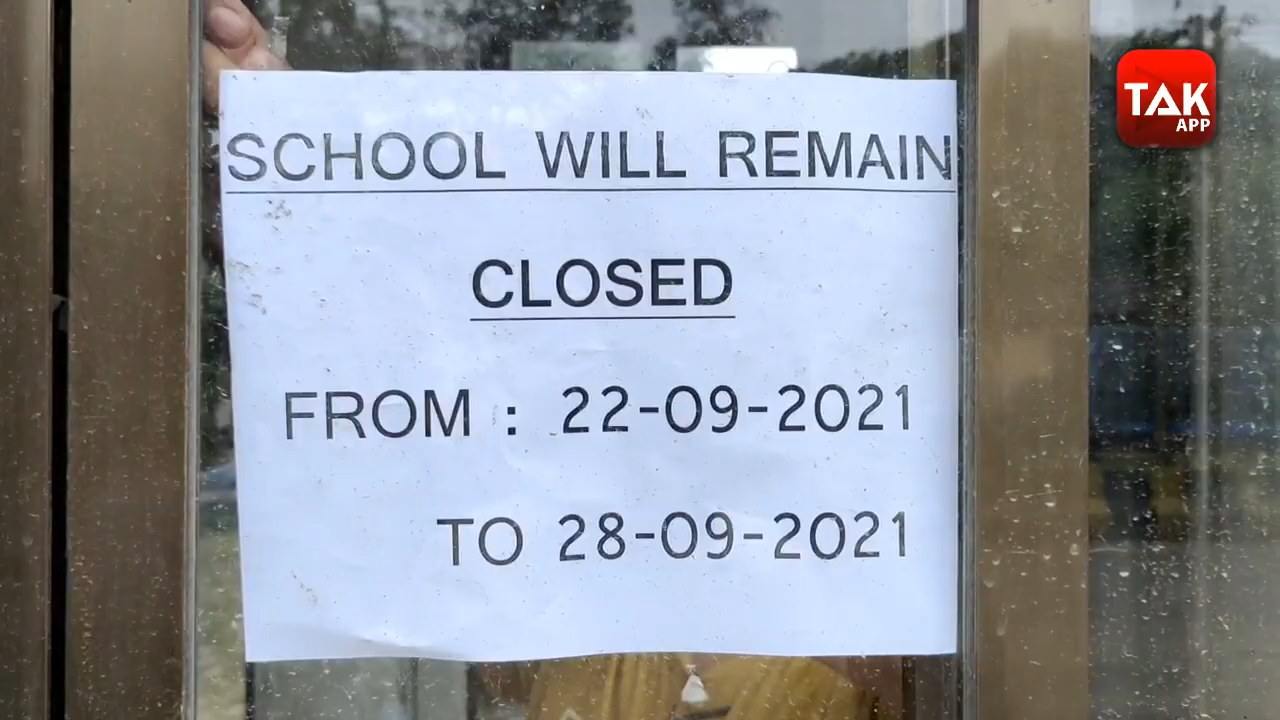 SCHOOL WILL REMAIN
CLOSED
FROM : 22-09-2021
TO 28-09-2021
TAK
APP